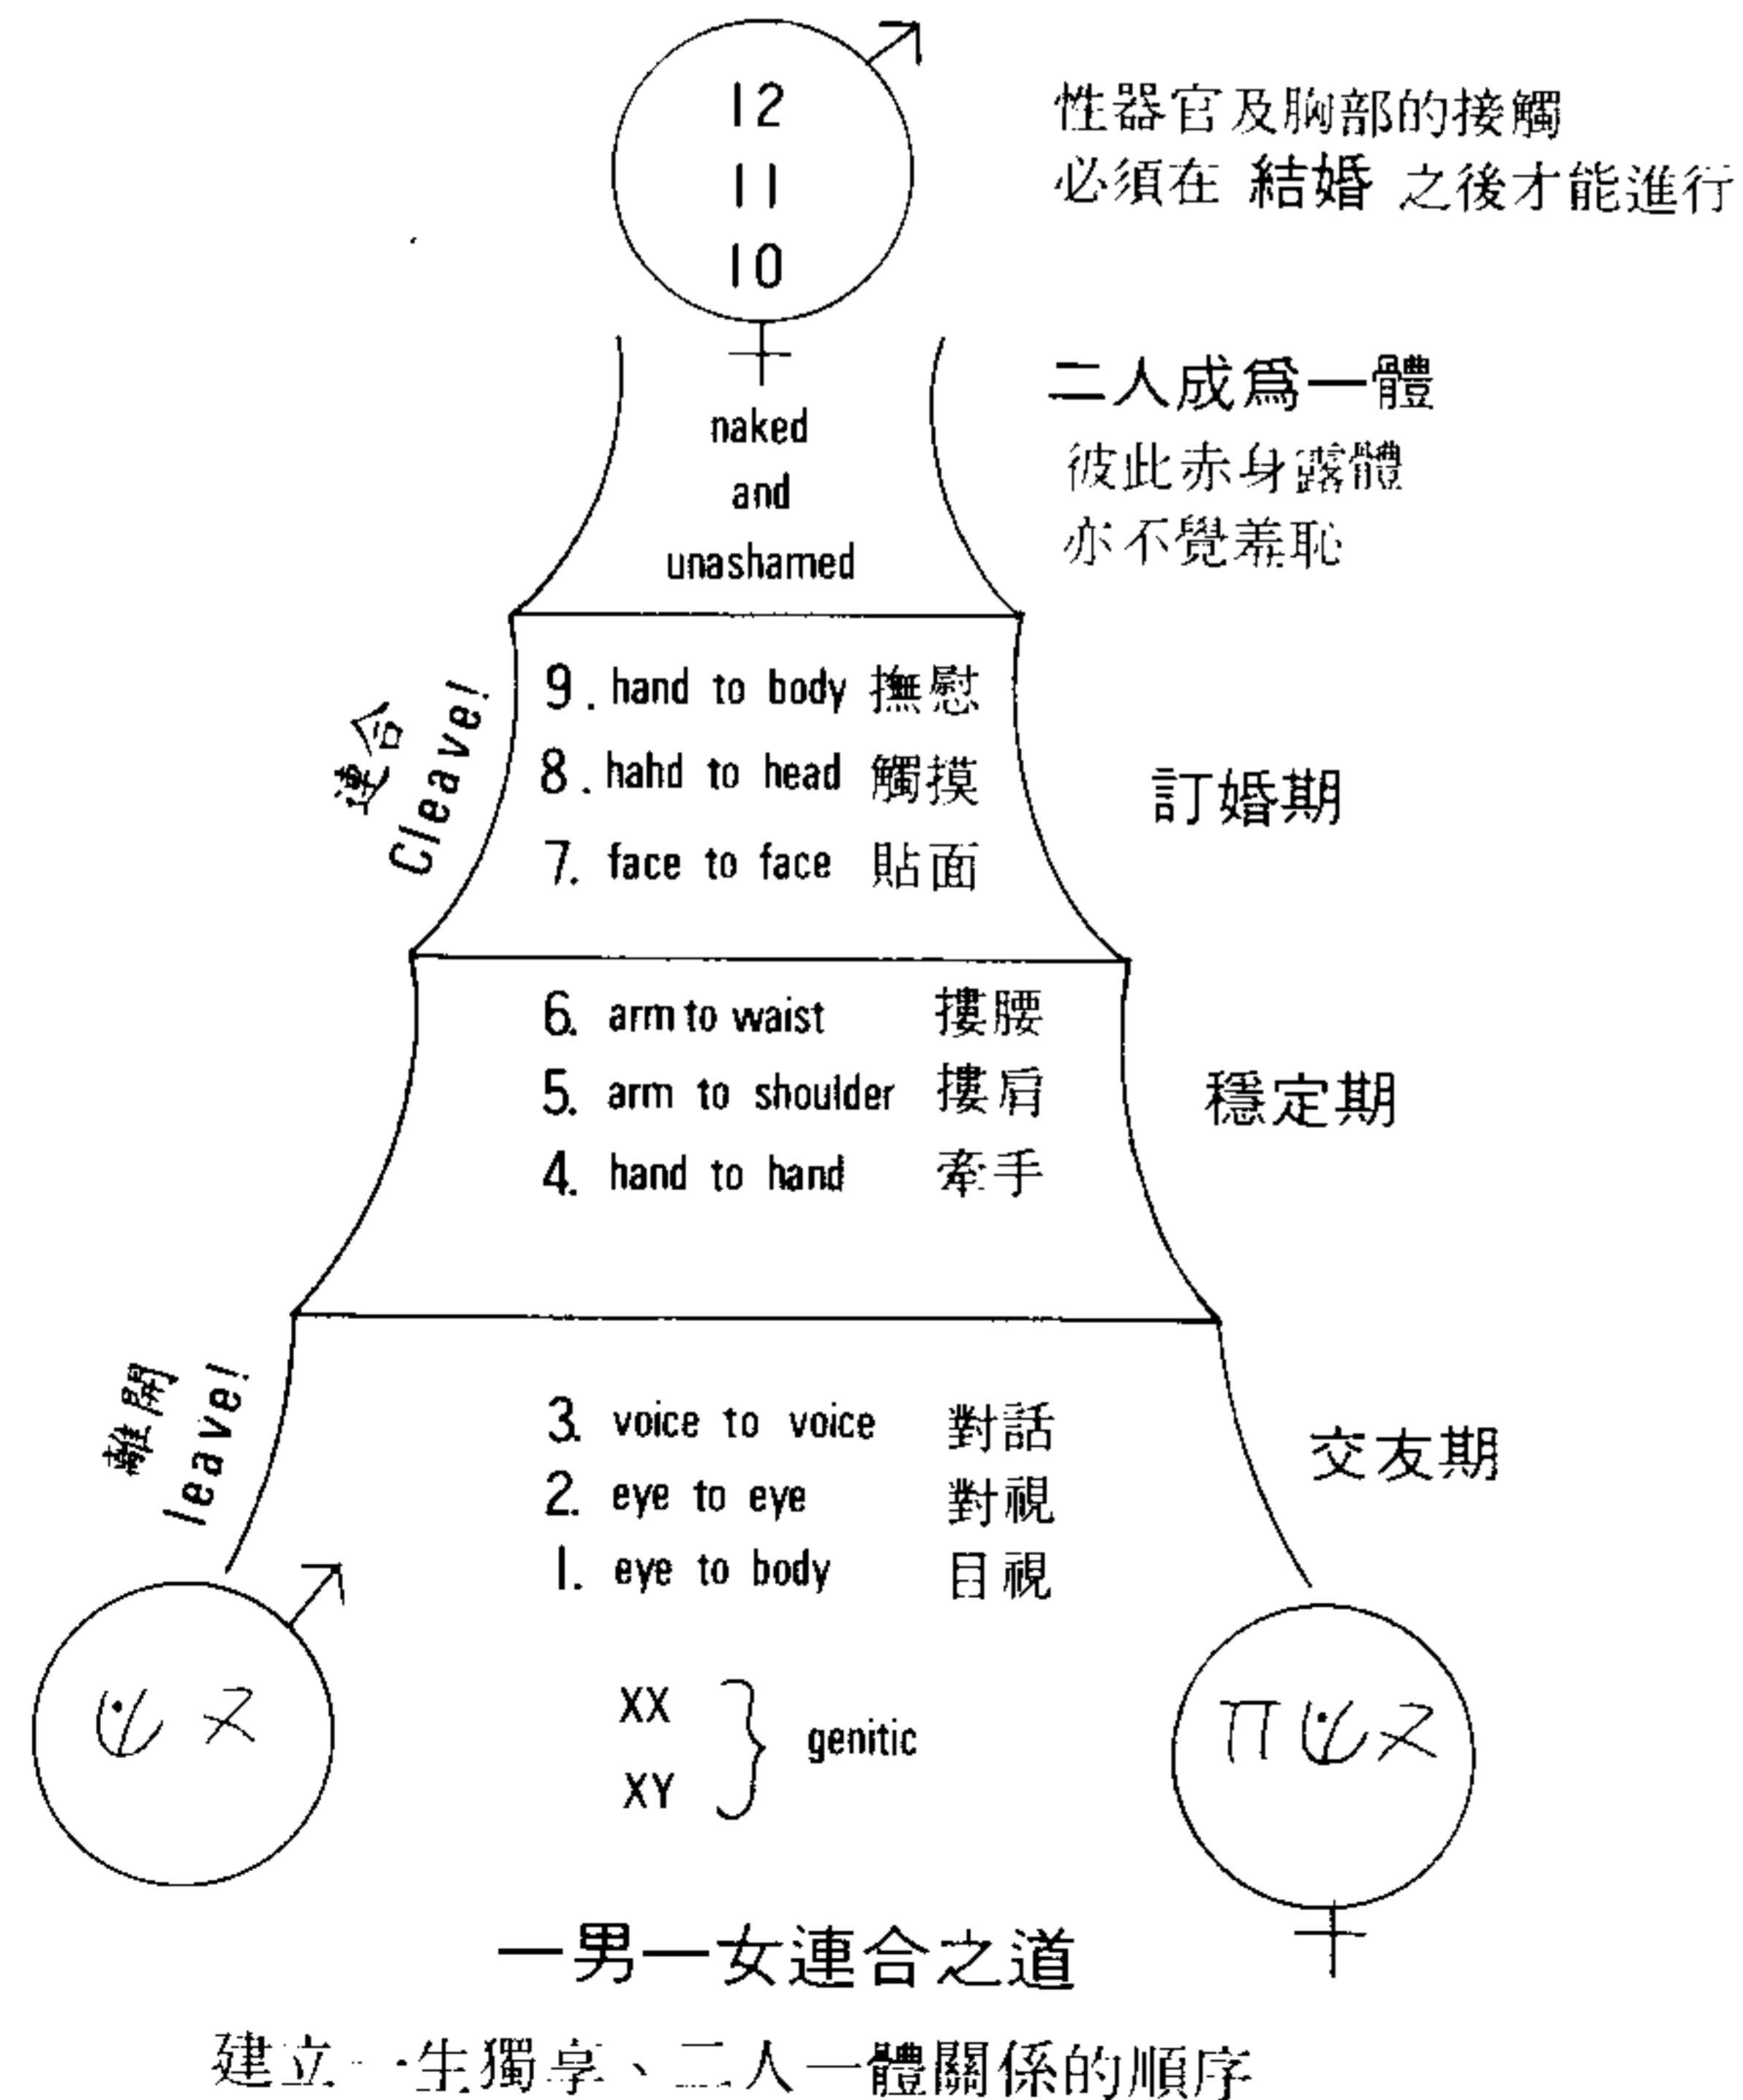 12
11
10
性器官及胸部的接觸
必須在 結婚 之後才能進行
naked
and
unashamed
二人成爲一體
彼此赤身露體
亦不覺羞恥
連合
Cleave!
9. hand to body 撫慰
8. hahd to head 觸摸
7. face to face 貼面
訂婚期
6. arm to waist 摟腰
5. arm to shoulder 摟肩
4. hand to hand 牽手
穩定期
離開
leave!
3. voice to voice 對話
2. eye to eye 對視
1. eye to body 目視
交友期
XX
XY
genitic
一男一女連合之道
建立一生獨享、二人一體關係的順序